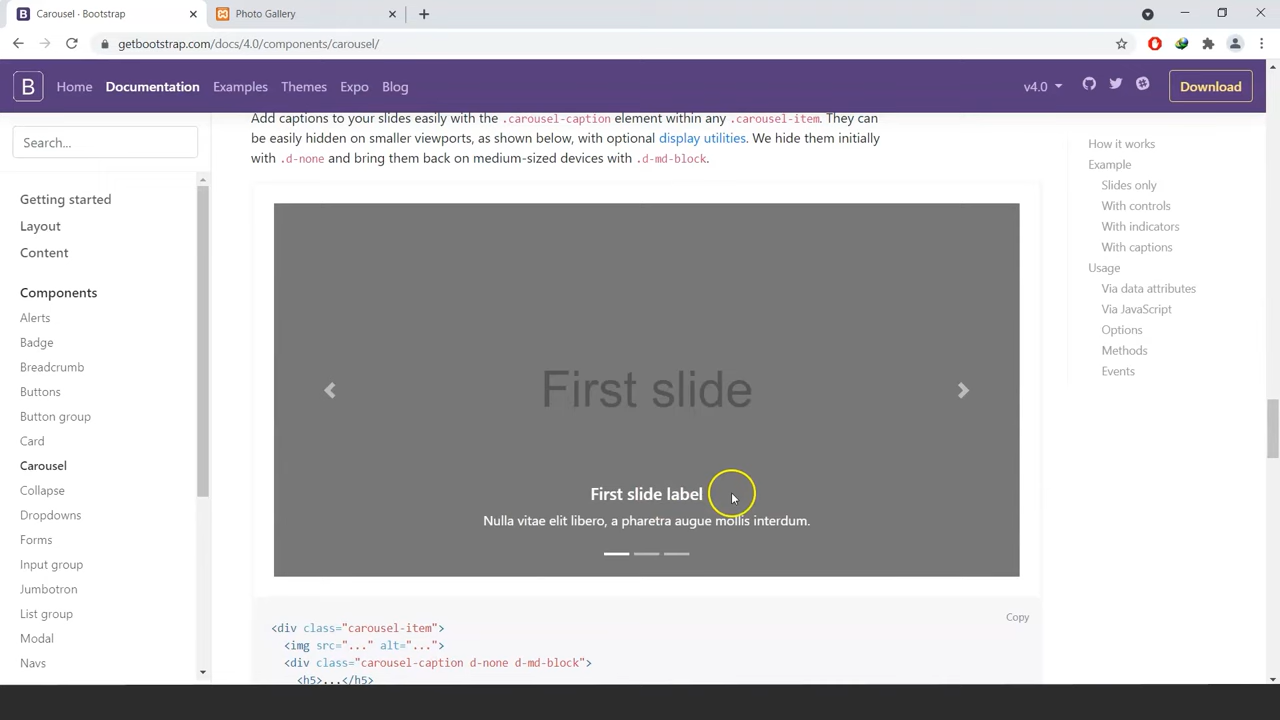 Carousel · Bootstrap
Photo Gallery
getbootstrap.com/docs/4.0/components/carousel/
B Home Documentation Examples Themes Expo Blog v4.0 Download
Search...
Getting started
Layout
Content
Components
Alerts
Badge
Breadcrumb
Buttons
Button group
Card
Carousel
Collapse
Dropdowns
Forms
Input group
Jumbotron
List group
Modal
Navs
Add captions to your slides easily with the .carousel-caption element within any .carousel-item. They can
be easily hidden on smaller viewports, as shown below, with optional display utilities. We hide them initially
with .d-none and bring them back on medium-sized devices with .d-md-block.
First slide
First slide label
Nulla vitae elit libero, a pharetra augue mollis interdum.
Copy
<div class="carousel-item">
<img src="..." alt="...">
<div class="carousel-caption d-none d-md-block">
<h5>...</h5>
How it works
Example
Slides only
With controls
With indicators
With captions
Usage
Via data attributes
Via JavaScript
Options
Methods
Events